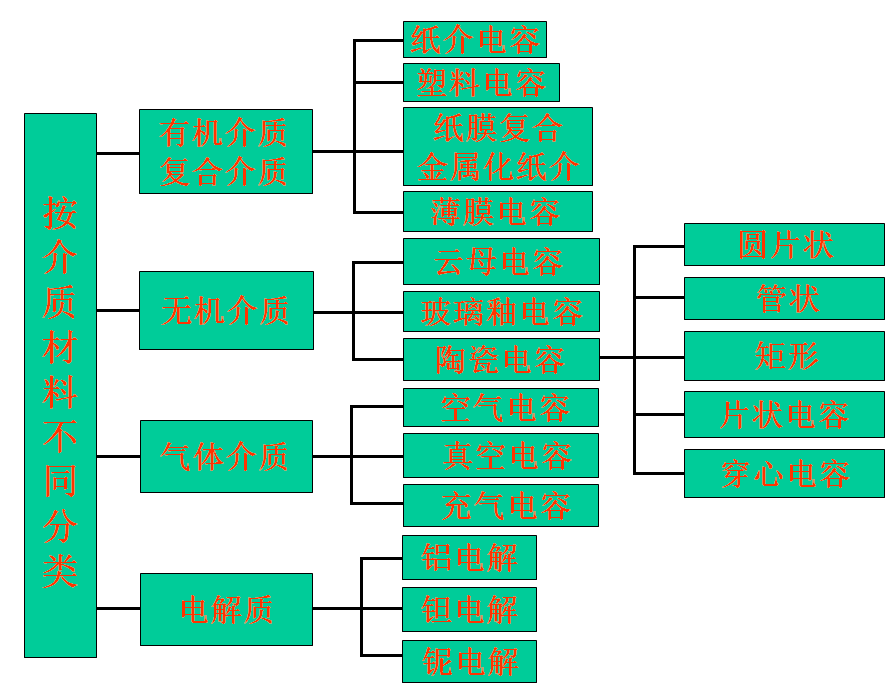 按介质材料不同分类
有机介质
复合介质
纸介电容
塑料电容
纸膜复合
金属化纸介
薄膜电容
无机介质
云母电容
玻璃釉电容
陶瓷电容
圆片状
管状
矩形
片状电容
穿心电容
气体介质
空气电容
真空电容
充气电容
电解质
铝电解
钽电解
铌电解